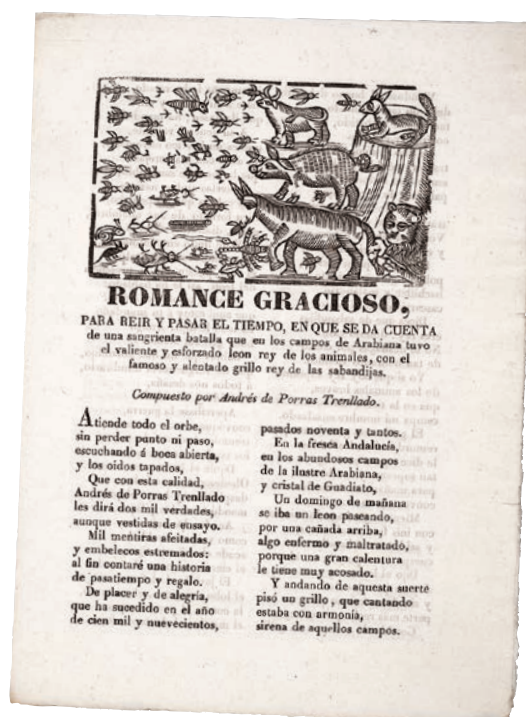 ROMANCE GRACIOSO,
PARA REIR Y PASAR EL TIEMPO, EN QUE SE DA CUENTA
de una sangrienta batalla que en los campos de Arabiana tuvo
el valiente y esforzado leon rey de los animales, con el
famoso y alentado grillo rey de las sabandijas.
Compuesto por Andrés de Porras Trenllado.
Atiende todo el orbe,
sin perder punto ni paso,
escuchando á boca abierta,
y los oidos tapados,
Que con esta calidad,
Andrés de Porras Trenllado
les dirá dos mil verdades,
aunque vestidas de ensayo.
Mil mentiras afeitadas,
y embelecos estremados:
al fin contaré una historia
de pasatiempo y regalo.
De placer y de alegría,
que ha sucedido en el año
de cien mil y nuevecientos,
pasados noventa y tantos.
En la fresca Andalucía,
en los abundosos campos
de la ilustre Arabiana,
y cristal de Guadiato,
Un domingo de mañana
se iba un leon paseando,
por una cañada arriba,
algo enfermo y maltratado,
porque una gran calentura
le tiene muy acosado.
Y andando de aquesta suerte
pisó un grillo, que cantando
estaba con armonía,
sirena de aquellos campos.